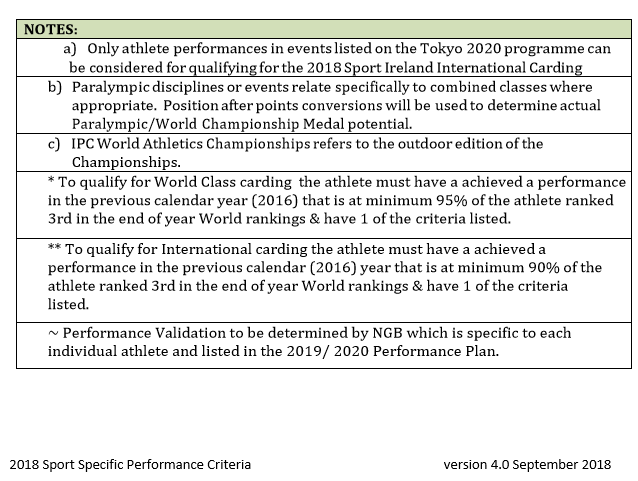 NOTES:
a) Only athlete performances in events listed on the Tokyo 2020 programme can
be considered for qualifying for the 2018 Sport Ireland International Carding
b) Paralympic disciplines or events relate specifically to combined classes where
appropriate. Position after points conversions will be used to determine actual
Paralympic/World Championship Medal potential.
c) IPC World Athletics Championships refers to the outdoor edition of the
Championships.
* To qualify for World Class carding the athlete must have a achieved a performance
in the previous calendar year (2016) that is at minimum 95% of the athlete ranked
3rd in the end of year World rankings & have 1 of the criteria listed.
** To qualify for International carding the athlete must have a achieved a
performance in the previous calendar (2016) year that is at minimum 90% of the
athlete ranked 3rd in the end of year World rankings & have 1 of the criteria
listed.
~ Performance Validation to be determined by NGB which is specific to each
individual athlete and listed in the 2019/ 2020 Performance Plan.
2018 Sport Specific Performance Criteria version 4.0 September 2018